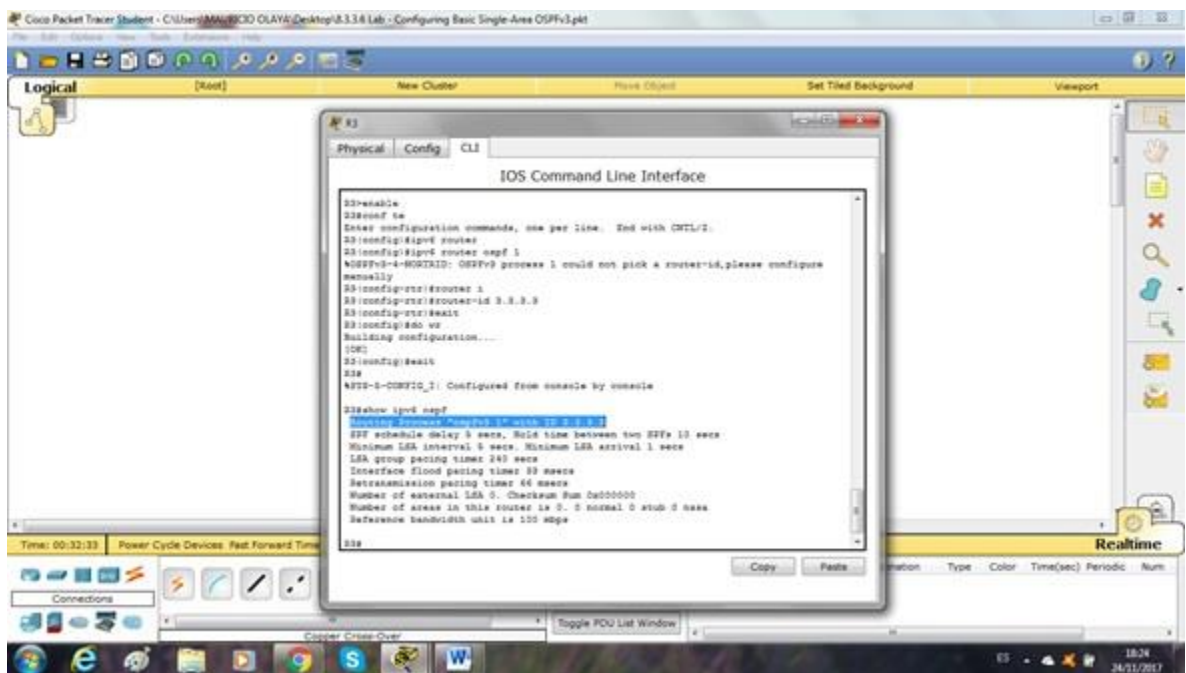 Cisco Packet Tracer Student - C:\Users\MAURICIO OLAYA\Desktop\8.3.3.6 Lab - Configuring Basic Single-Area OSPFv3.pkt
File Edit Options View Tools Extensions Help
Logical
[Root]
New Cluster
Move Object
Set Tiled Background
Viewport
R3
Physical
Config
CLI
IOS Command Line Interface
R3>enable
R3#conf te
Enter configuration commands, one per line. End with CNTL/Z.
R3(config)#ipv6 router
R3(config)#ipv6 router ospf 1
%OSPFv3-4-NORTRID: OSPFv3 process 1 could not pick a router-id,please configure
manually
R3(config-rtr)#router i
R3(config-rtr)#router-id 3.3.3.3
R3(config-rtr)#exit
R3(config)#do wr
Building configuration...
[OK]
R3(config)#exit
R3#
%SYS-5-CONFIG_I: Configured from console by console
R3#show ipv6 ospf
Routing Process "ospfv3 1" with ID 3.3.3.3
SPF schedule delay 5 secs, Hold time between two SPFs 10 secs
Minimum LSA interval 5 secs. Minimum LSA arrival 1 secs
LSA group pacing timer 240 secs
Interface flood pacing timer 33 msecs
Retransmission pacing timer 66 msecs
Number of external LSA 0. Checksum Sum 0x000000
Number of areas in this router is 0. 0 normal 0 stub 0 nssa
Reference bandwidth unit is 100 mbps
R3#
Copy
Paste
Time: 00:32:33
Power Cycle Devices Fast Forward Time
Realtime
Connections
Copper Cross-Over
Toggle PDU List Window
Type Color Time(sec) Periodic Num
ES
18:24
24/11/2017